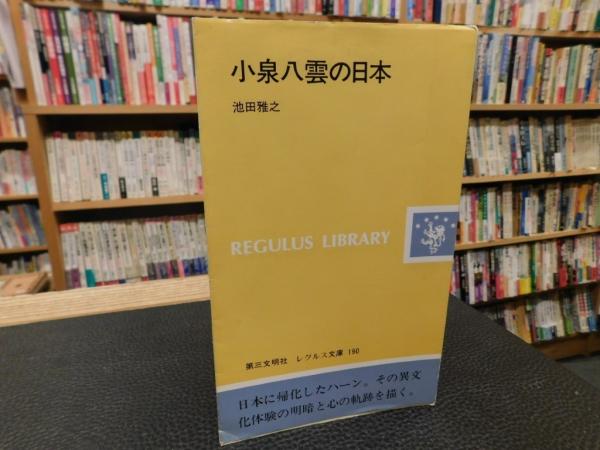 小泉八雲の日本
池田雅之
REGULUS LIBRARY
第三文明社 レグルス文庫 190
日本に帰化したハーン。その異文
化体験の明暗と心の軌跡を描く。